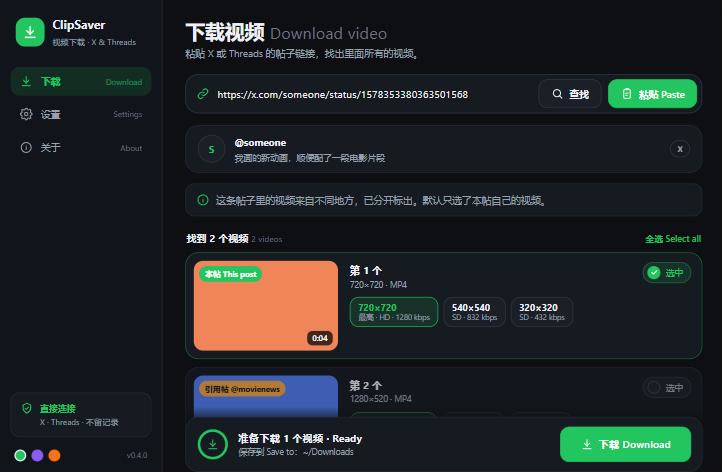 ClipSaver
视频下载 · X & Threads
下载 Download
设置 Settings
关于 About
直接连接
X · Threads · 不留记录
v0.4.0
下载视频 Download video
粘贴 X 或 Threads 的帖子链接，找出里面所有的视频。
https://x.com/someone/status/1578353380363501568
查找
粘贴 Paste
S
@someone
我画的新动画，顺便配了一段电影片段
X
这条帖子里的视频来自不同地方，已分开标出。默认只选了本帖自己的视频。
找到 2 个视频 2 videos
全选 Select all
本帖 This post
0:04
第 1 个
720×720 · MP4
选中
720×720
最高 · HD · 1280 kbps
540×540
SD · 832 kbps
320x320
SD · 432 kbps
引用帖 @movienews
第 2 个
1280×520 · MP4
选中
准备下载 1 个视频 · Ready
保存到 Save to: ~/Downloads
下载 Download